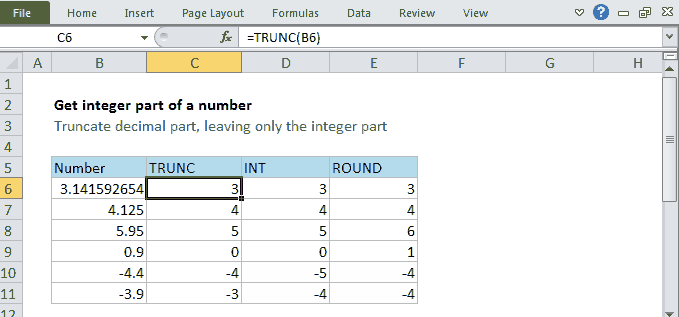 File Home Insert Page Layout Formulas Data Review View
C6 fx =TRUNC(B6)
A B C D E F G H
1
2 Get integer part of a number
3 Truncate decimal part, leaving only the integer part
4
5 Number TRUNC INT ROUND
6 3.141592654 3 3 3
7 4.125 4 4 4
8 5.95 5 5 6
9 0.9 0 0 1
10 -4.4 -4 -5 -4
11 -3.9 -3 -4 -4
12